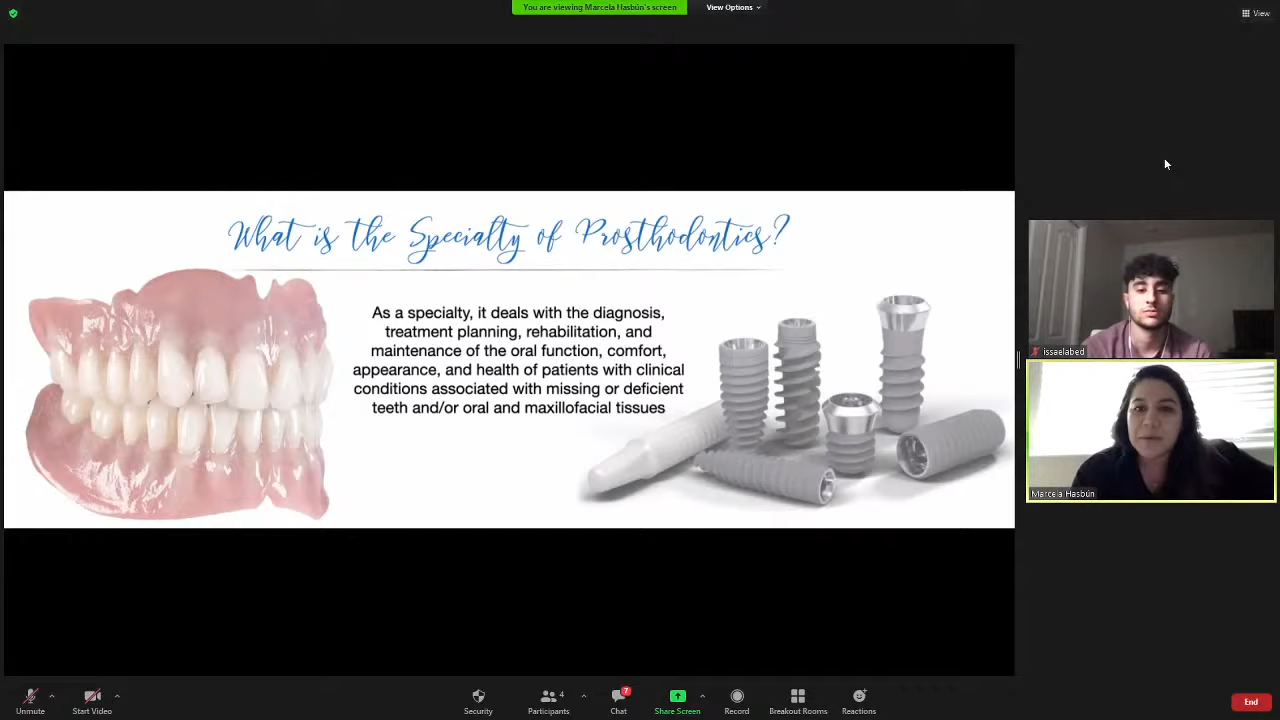 You are viewing Marcela Hasbún's screen
View Options
View
What is the Specialty of Prosthodontics?
As a specialty, it deals with the diagnosis,
treatment planning, rehabilitation, and
maintenance of the oral function, comfort,
appearance, and health of patients with clinical
conditions associated with missing or deficient
teeth and/or oral and maxillofacial tissues
issaelabed
Marcela Hasbún
Unmute
Start Video
Security
Participants
4
Chat
7
Share Screen
Record
Breakout Rooms
Reactions
End